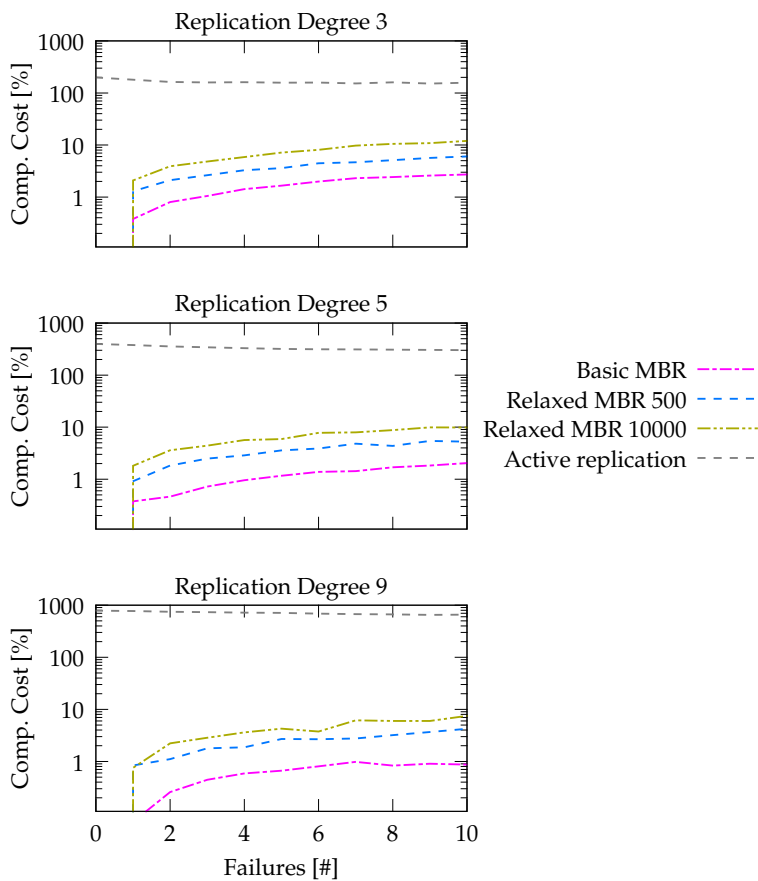 Replication Degree 3
1000
100
10
1
Comp. Cost [%]
Replication Degree 5
1000
100
10
1
Comp. Cost [%]
Basic MBR
Relaxed MBR 500
Relaxed MBR 10000
Active replication
Replication Degree 9
1000
100
10
1
Comp. Cost [%]
0 2 4 6 8 10
Failures [#]